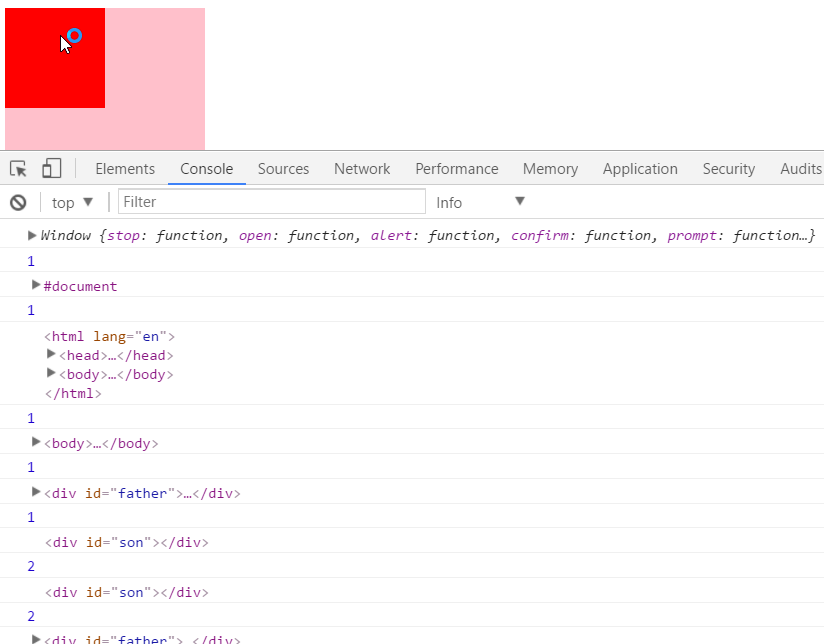 Elements Console Sources Network Performance Memory Application Security Audits
top Filter Info
Window {stop: function, open: function, alert: function, confirm: function, prompt: function…}
1
#document
1
<html lang="en">
<head>…</head>
<body>…</body>
</html>
1
<body>…</body>
1
<div id="father">…</div>
1
<div id="son"></div>
2
<div id="son"></div>
2
<div id="father">…</div>